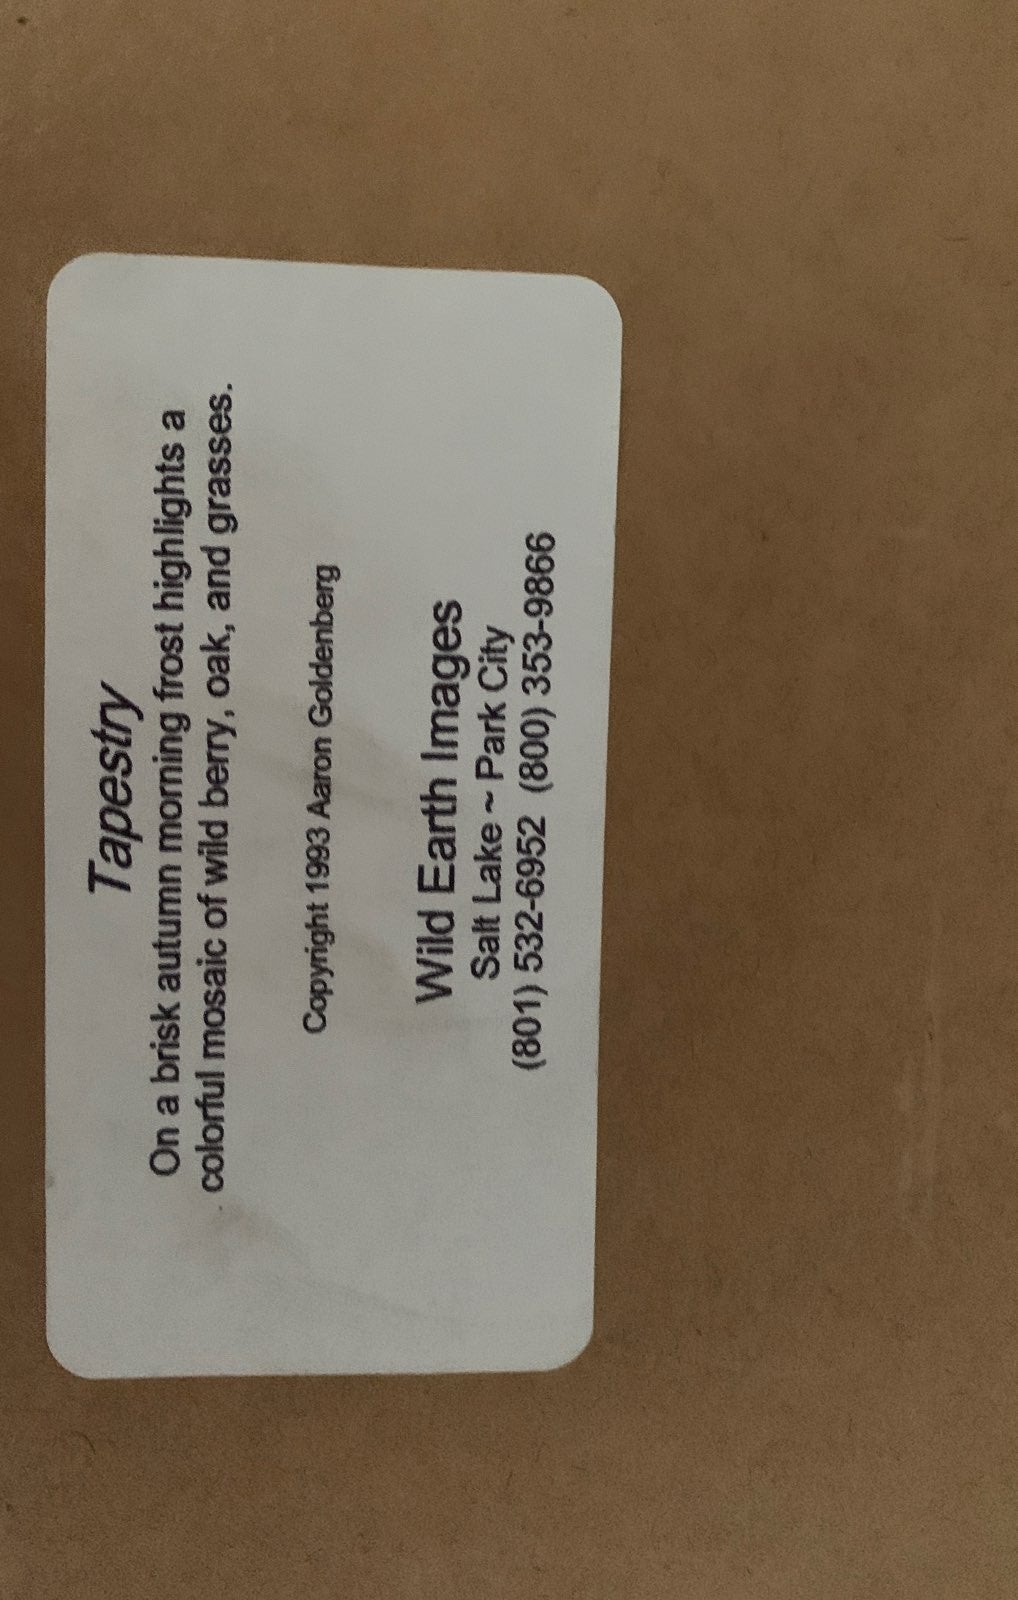 Tapestry
On a brisk autumn morning frost highlights a
colorful mosaic of wild berry, oak, and grasses.
Copyright 1993 Aaron Goldenberg
Wild Earth Images
Salt Lake ~ Park City
(801) 532-6952 (800) 353-9866